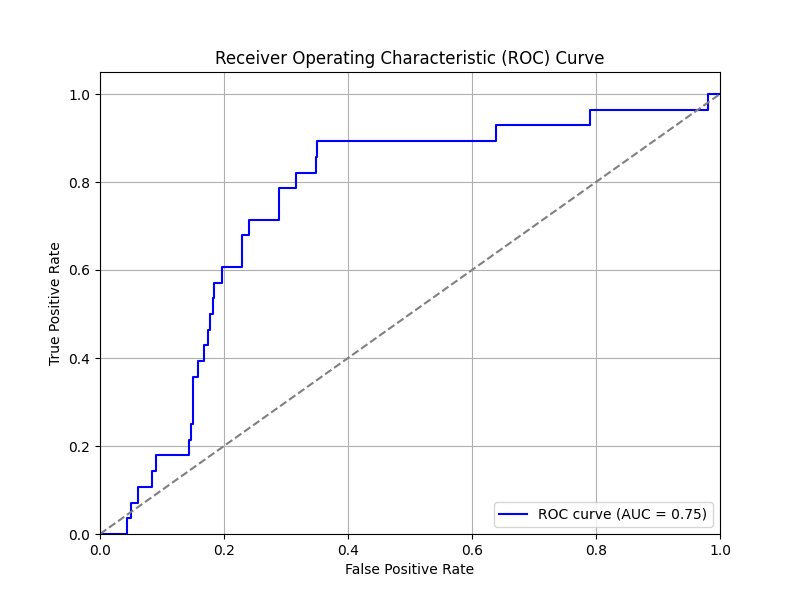 Receiver Operating Characteristic (ROC) Curve
1.0
0.8
0.6
0.4
0.2
0.0
True Positive Rate
ROC curve (AUC = 0.75)
0.0 0.2 0.4 0.6 0.8 1.0
False Positive Rate